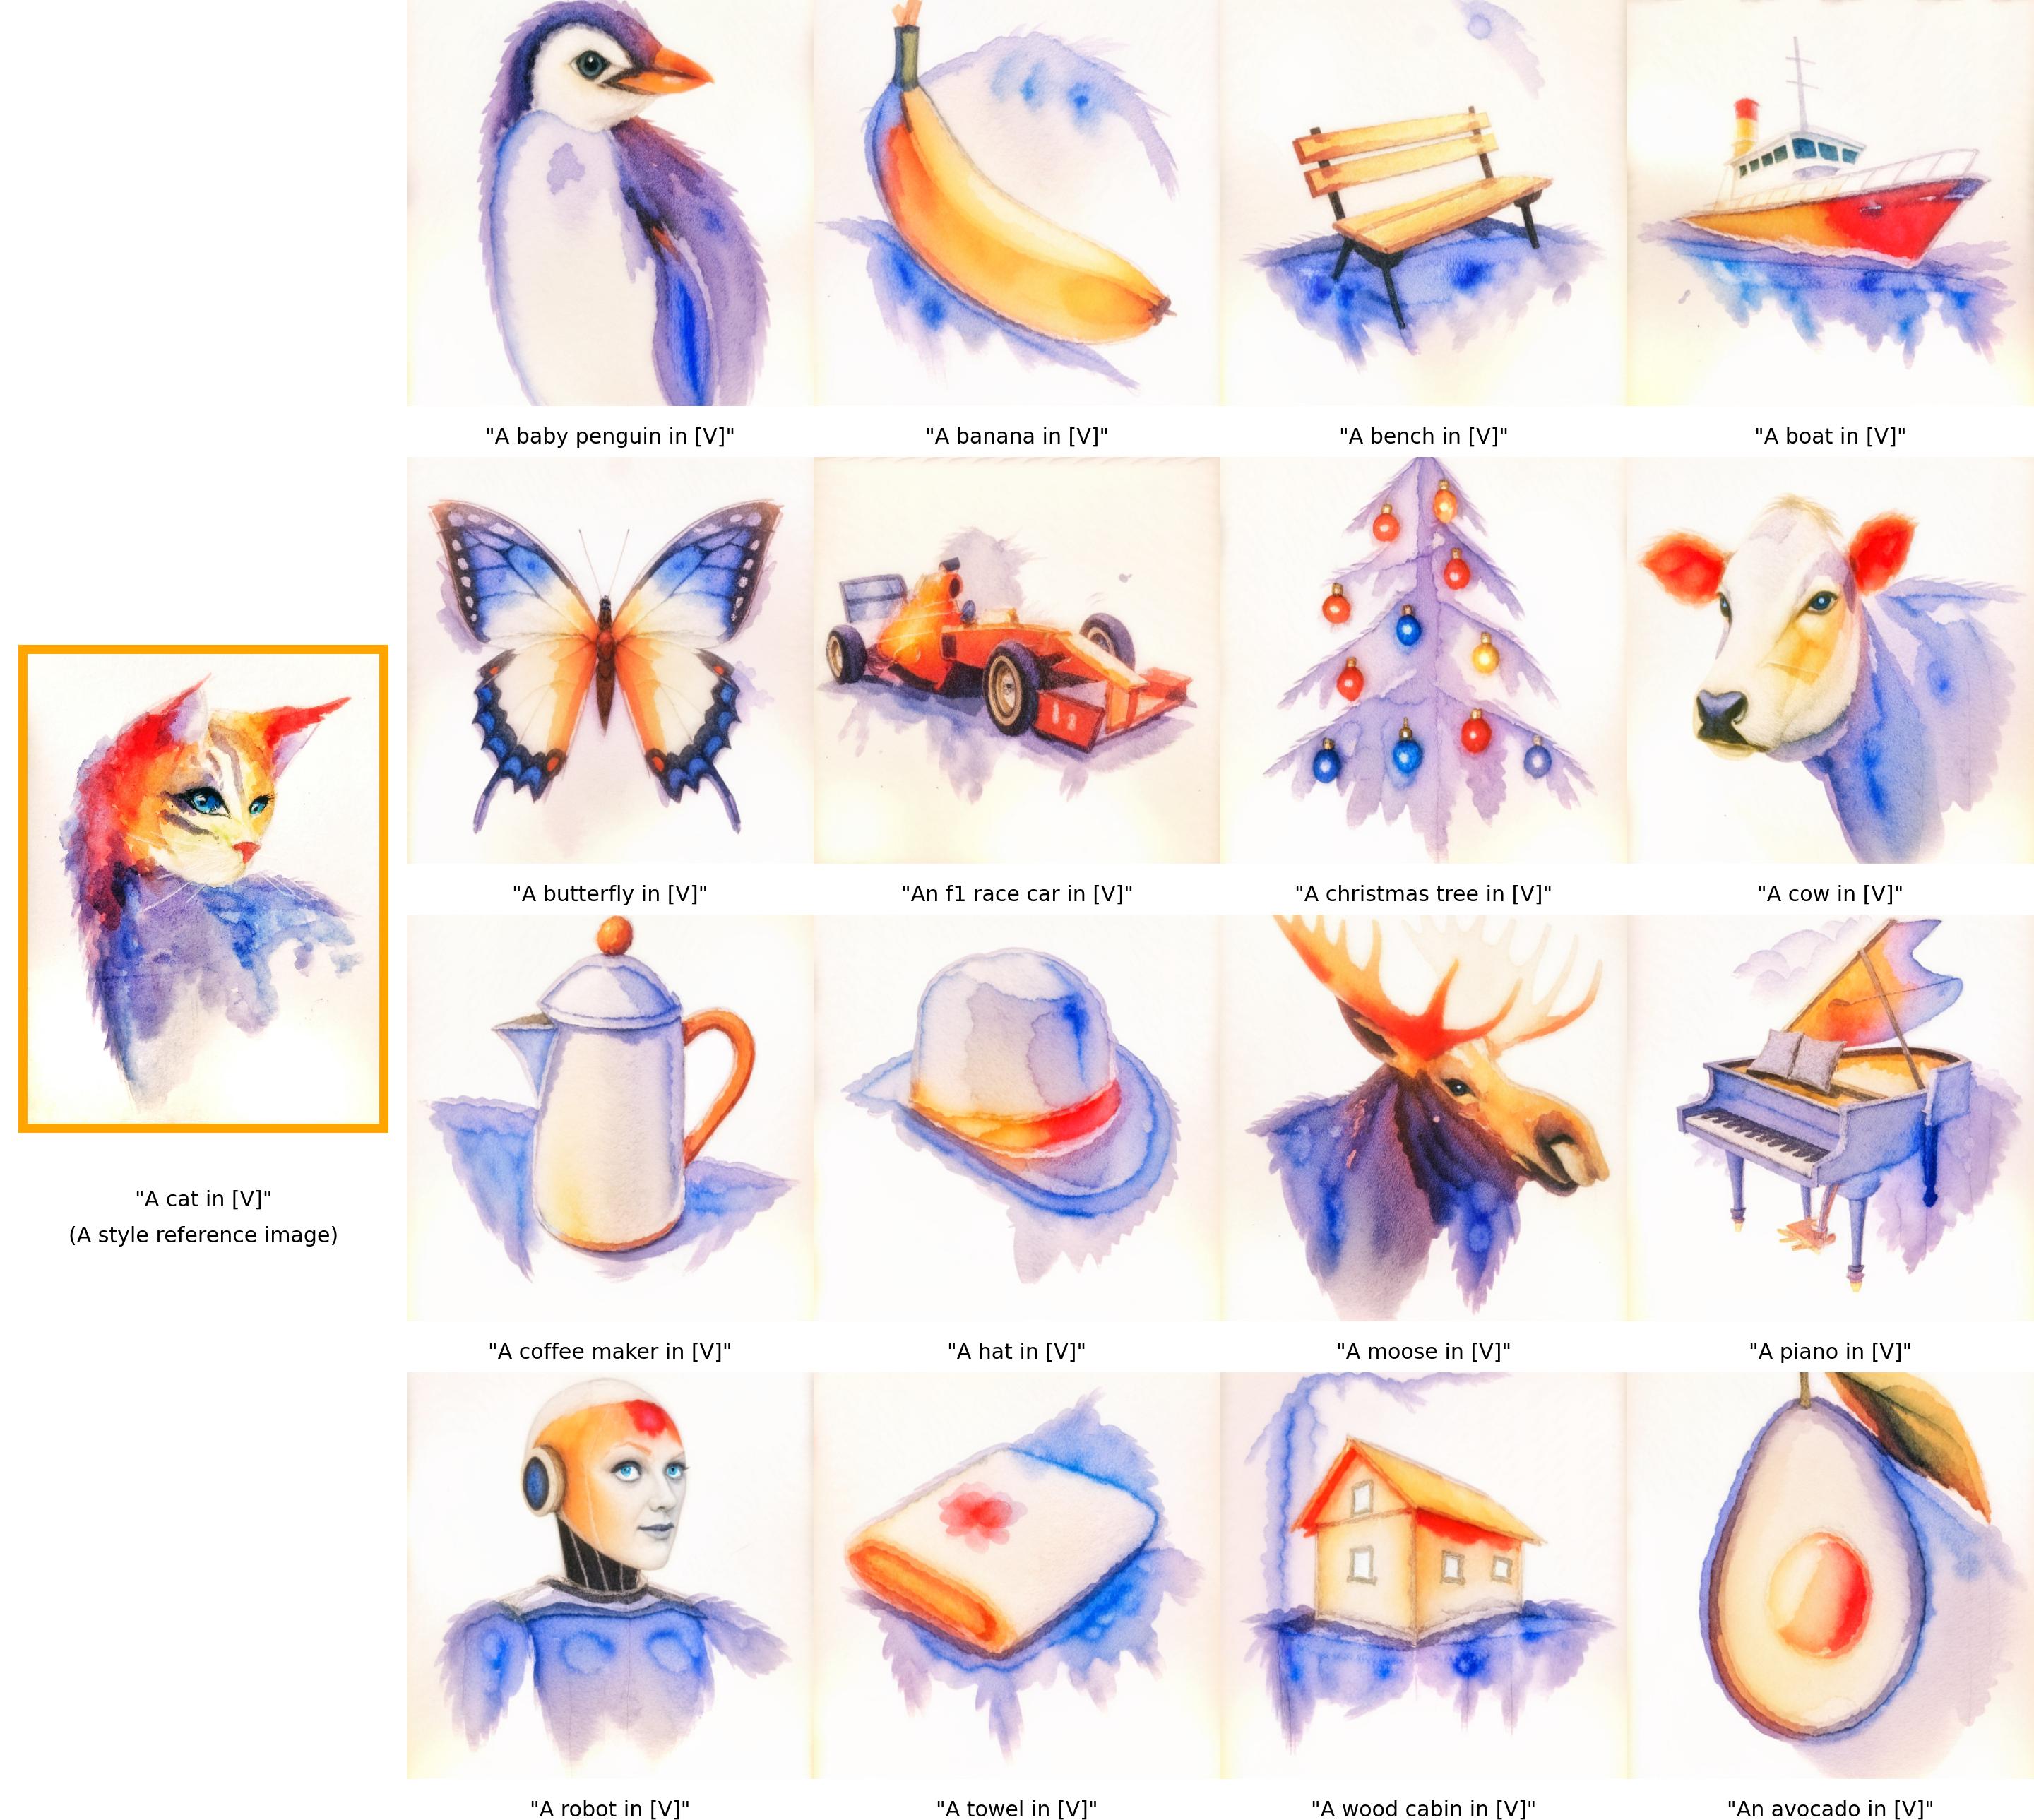 "A baby penguin in [V]"
"A banana in [V]"
"A bench in [V]"
"A boat in [V]"
"A butterfly in [V]"
"An f1 race car in [V]"
"A christmas tree in [V]"
"A cow in [V]"
"A cat in [V]"
(A style reference image)
"A coffee maker in [V]"
"A hat in [V]"
"A moose in [V]"
"A piano in [V]"
"A robot in [V]"
"A towel in [V]"
"A wood cabin in [V]"
"An avocado in [V]"